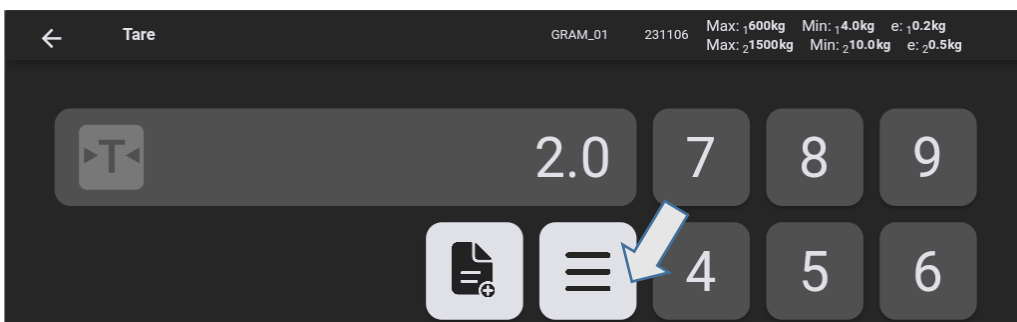 Tare GRAM_01 231106 Max: ₁600kg Min: ₁4.0kg e: ₁0.2kg
Max: ₂1500kg Min: ₂10.0kg e: ₂0.5kg
T 2.0 7 8 9
4 5 6